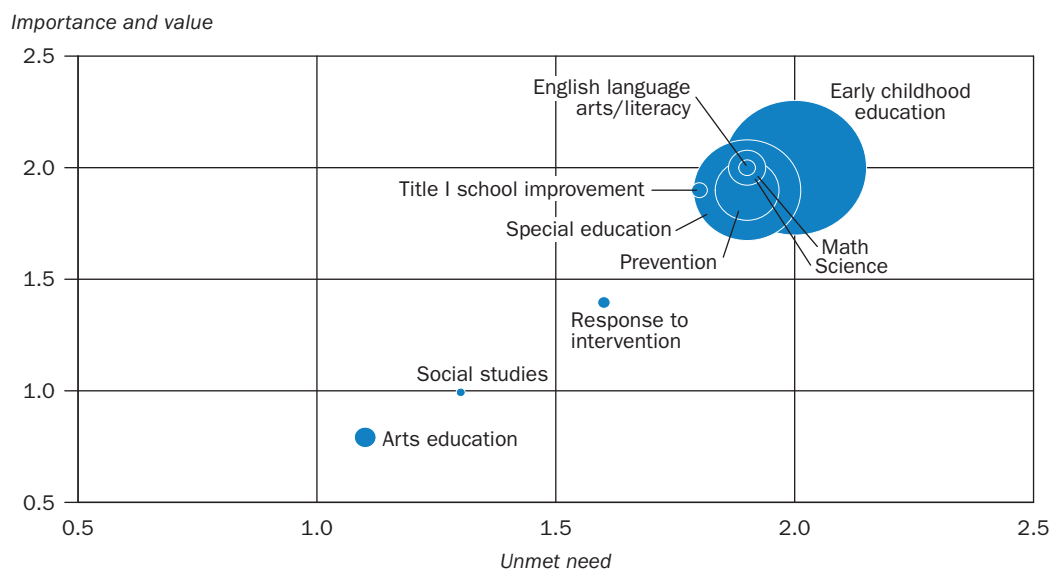 Importance and value
2.5
2.0
1.5
1.0
0.5
English language
arts/literacy
Early childhood
education
Title I school improvement
Special education
Prevention
Math
Science
Response to
intervention
Social studies
Arts education
0.5
1.0
1.5
2.0
2.5
Unmet need